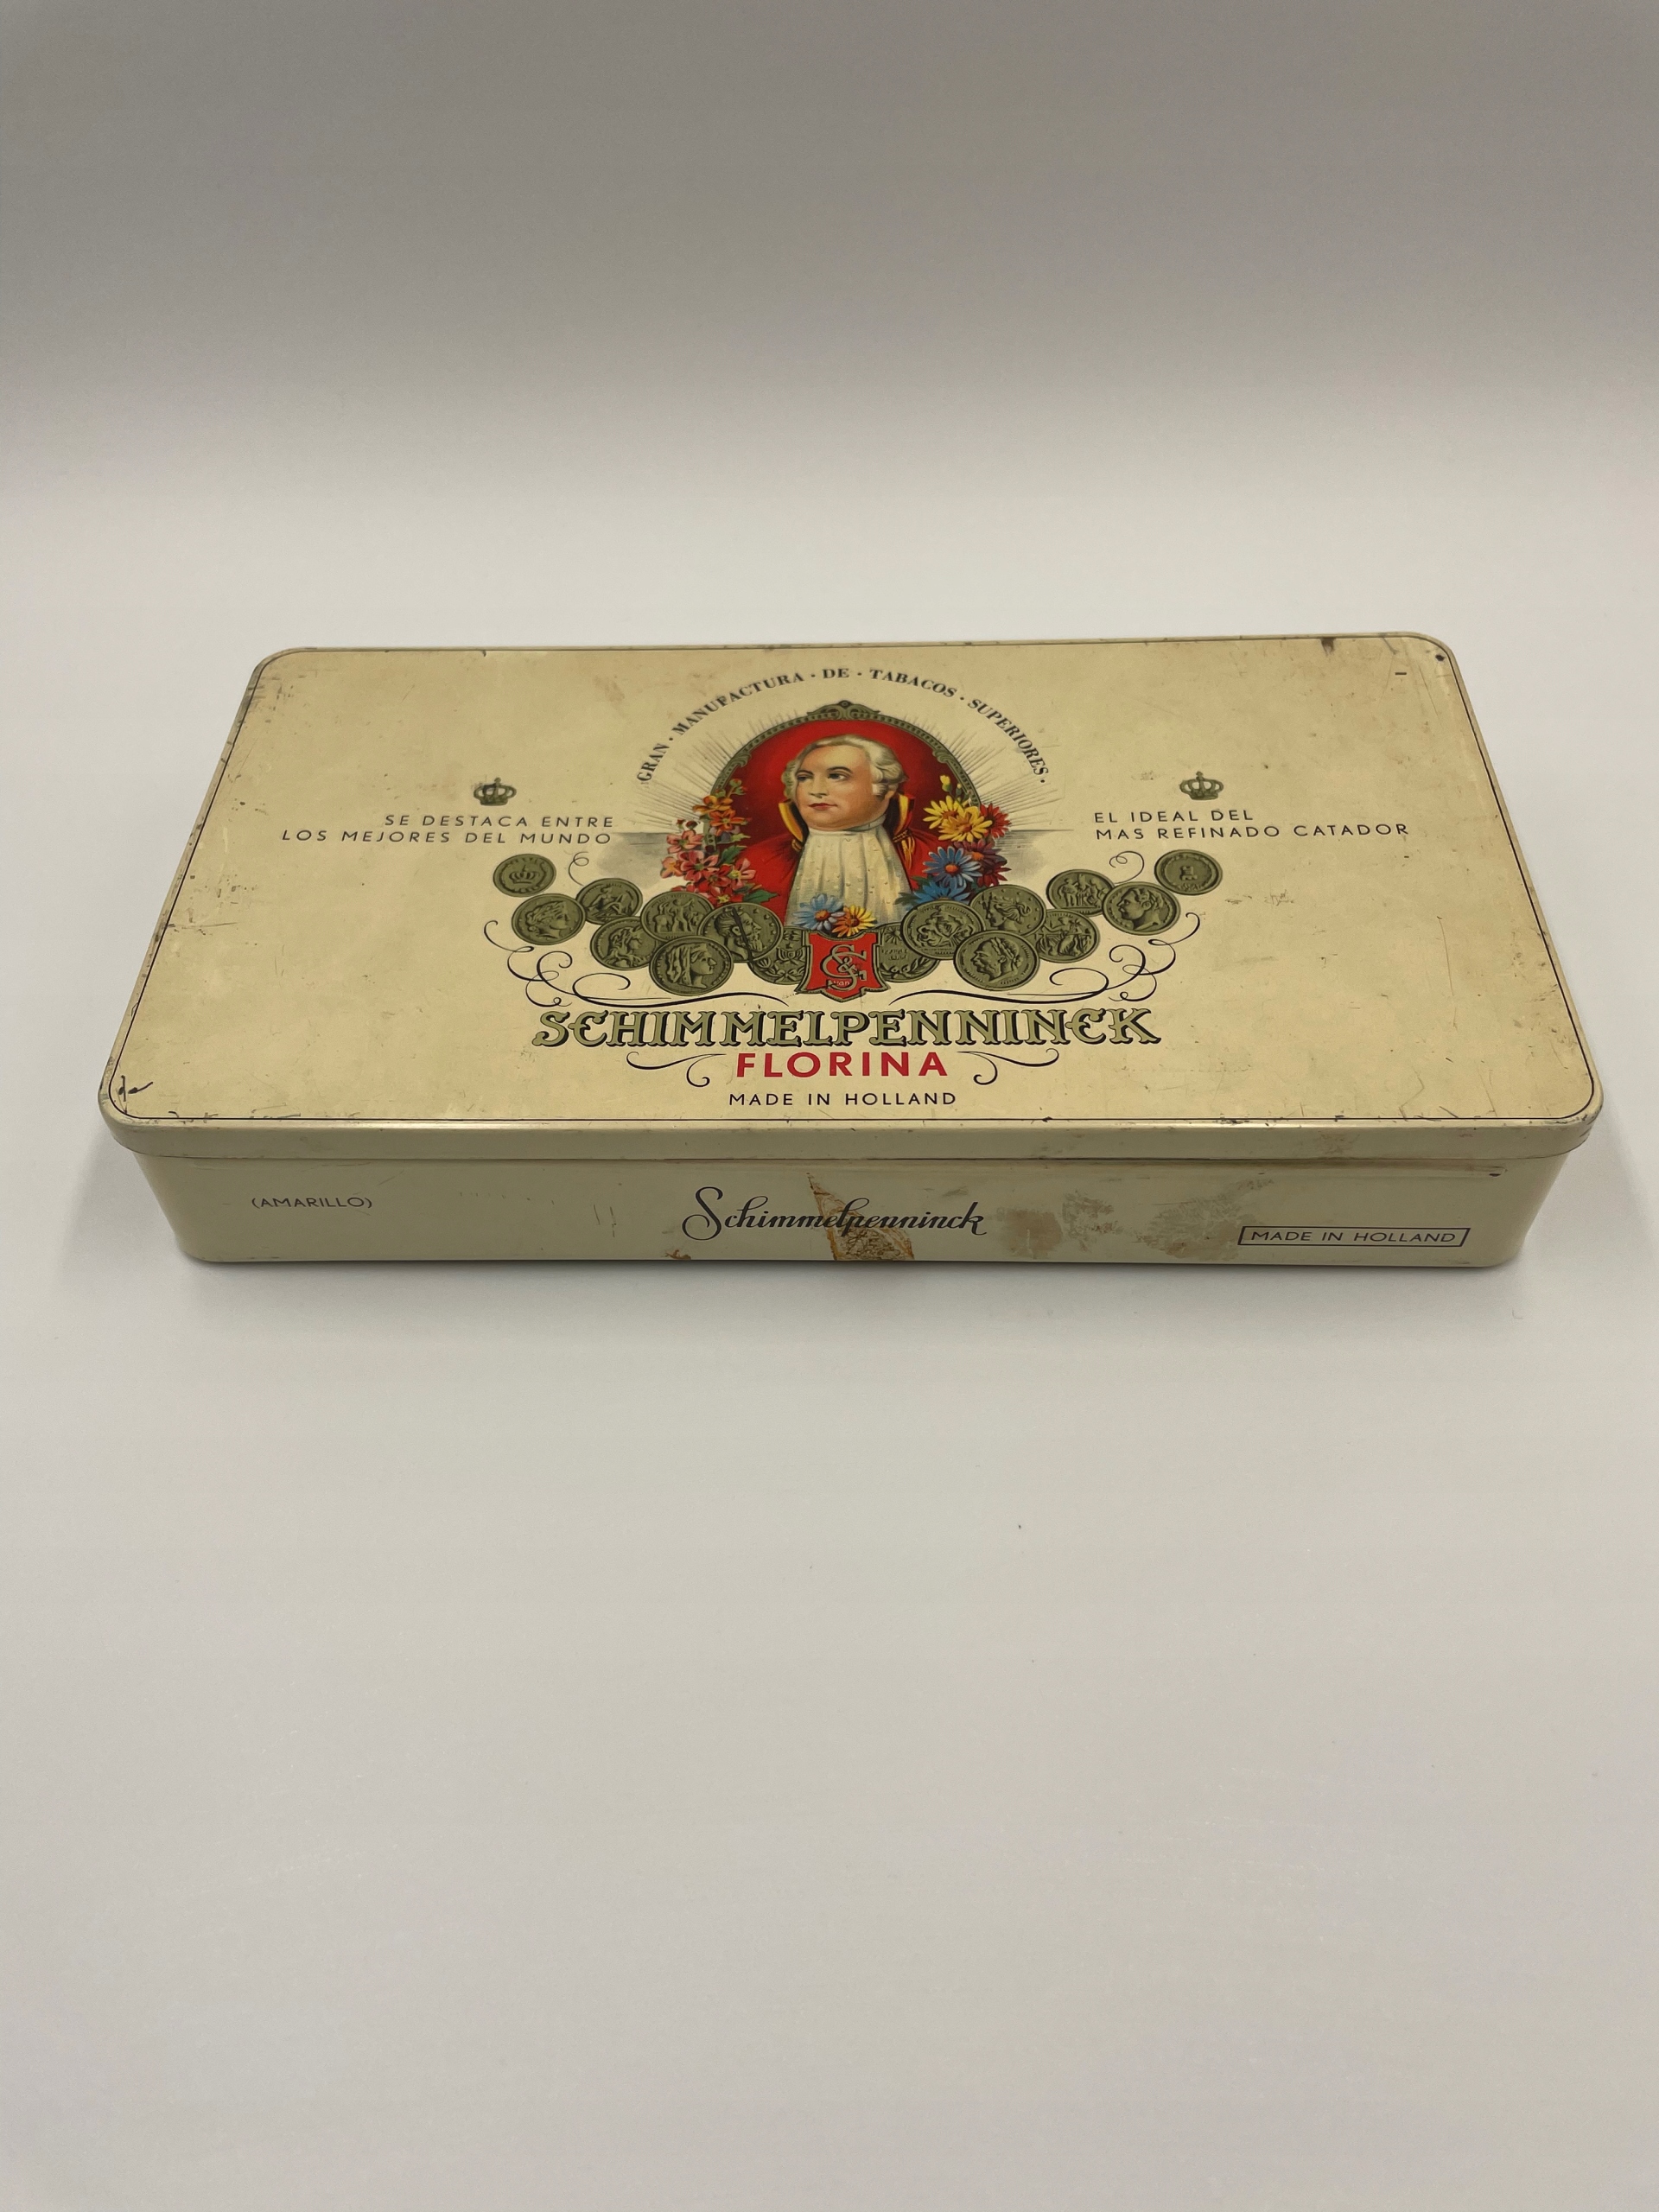 GRAN · MANUFACTURA · DE · TABACOS · SUPERIORES ·
SE DESTACA ENTRE
LOS MEJORES DEL MUNDO
EL IDEAL DEL
MAS REFINADO CATADOR
SCHIMMELPENNINCK
FLORINA
MADE IN HOLLAND
(AMARILLO)
Schimmelpenninck
MADE IN HOLLAND